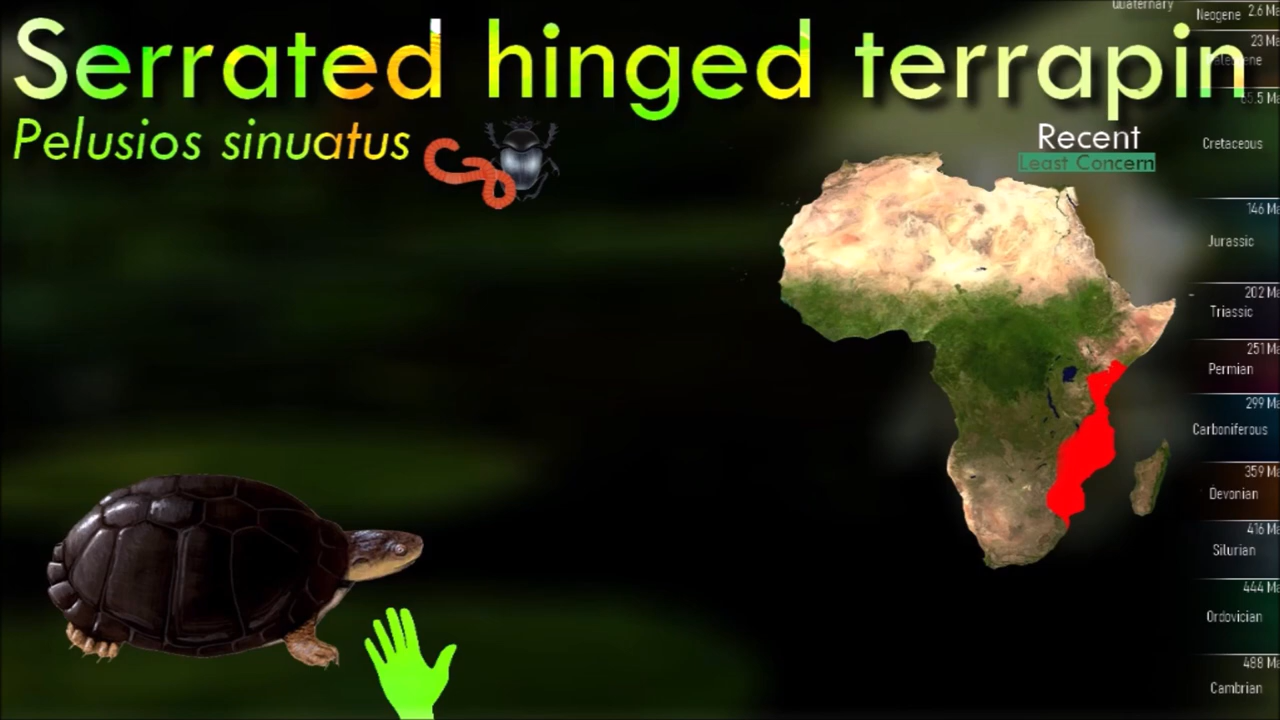 Serrated hinged terrapin
Pelusios sinuatus
Recent
Least Concern
Quaternary
2.6 Ma
Neogene
23 Ma
65.5 Ma
Cretaceous
146 Ma
Jurassic
202 Ma
Triassic
251 Ma
Permian
299 Ma
Carboniferous
359 Ma
Devonian
416 Ma
Silurian
444 Ma
Ordovician
488 Ma
Cambrian